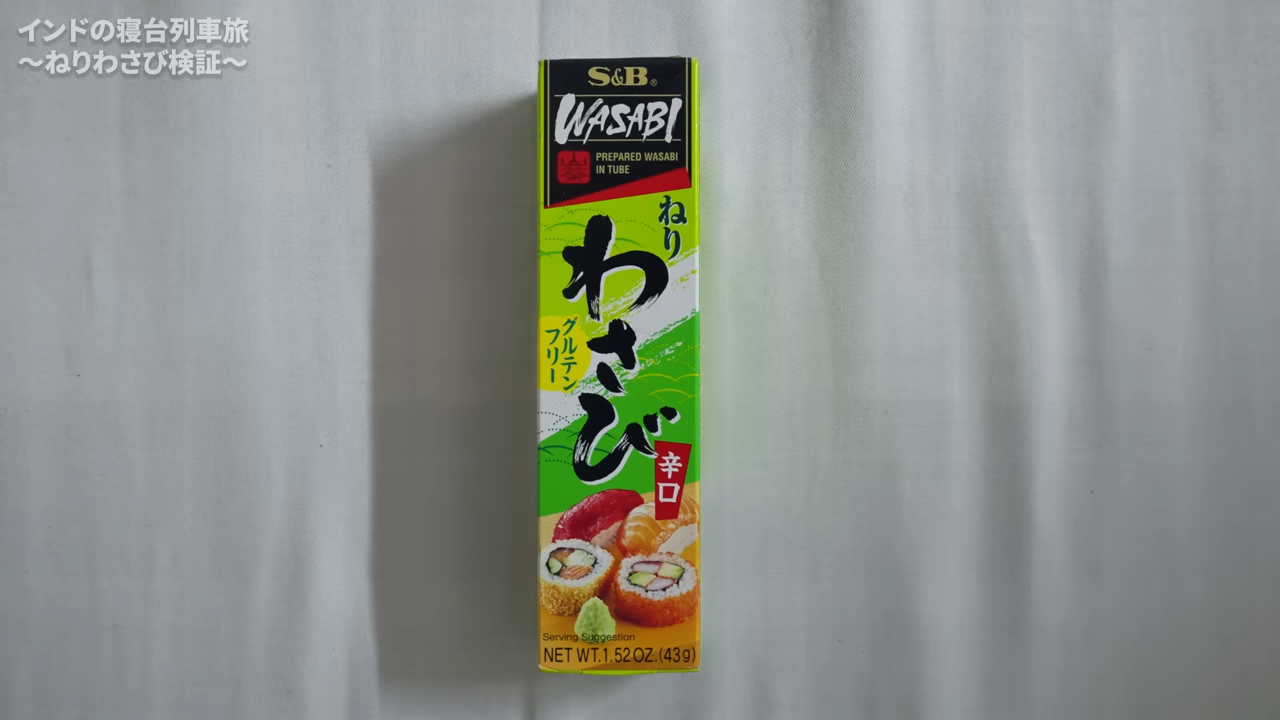 インドの寝台列車旅
〜ねりわさび検証〜
S&B®
WASABI
PREPARED WASABI
IN TUBE
ねり
わさび
グルテン
フリー
辛口
Serving Suggestion
NET WT.1.52OZ.(43g)